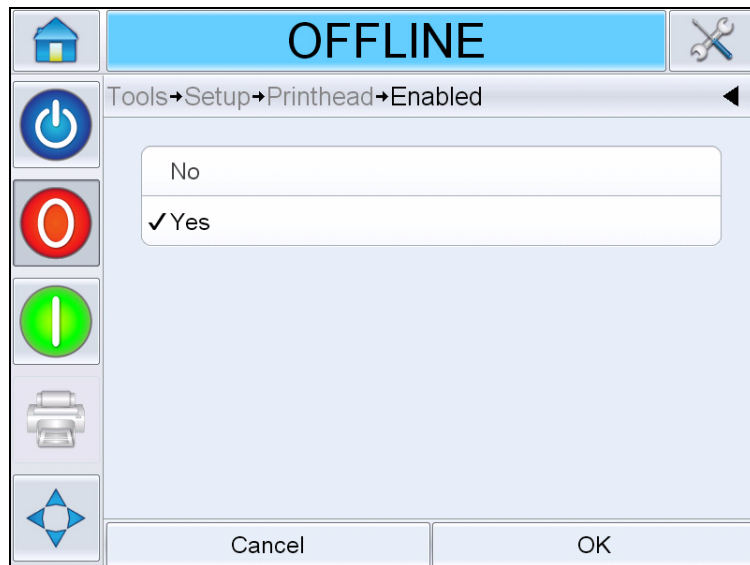 OFFLINE
Tools→Setup→Printhead→Enabled
No
✓Yes
Cancel
OK